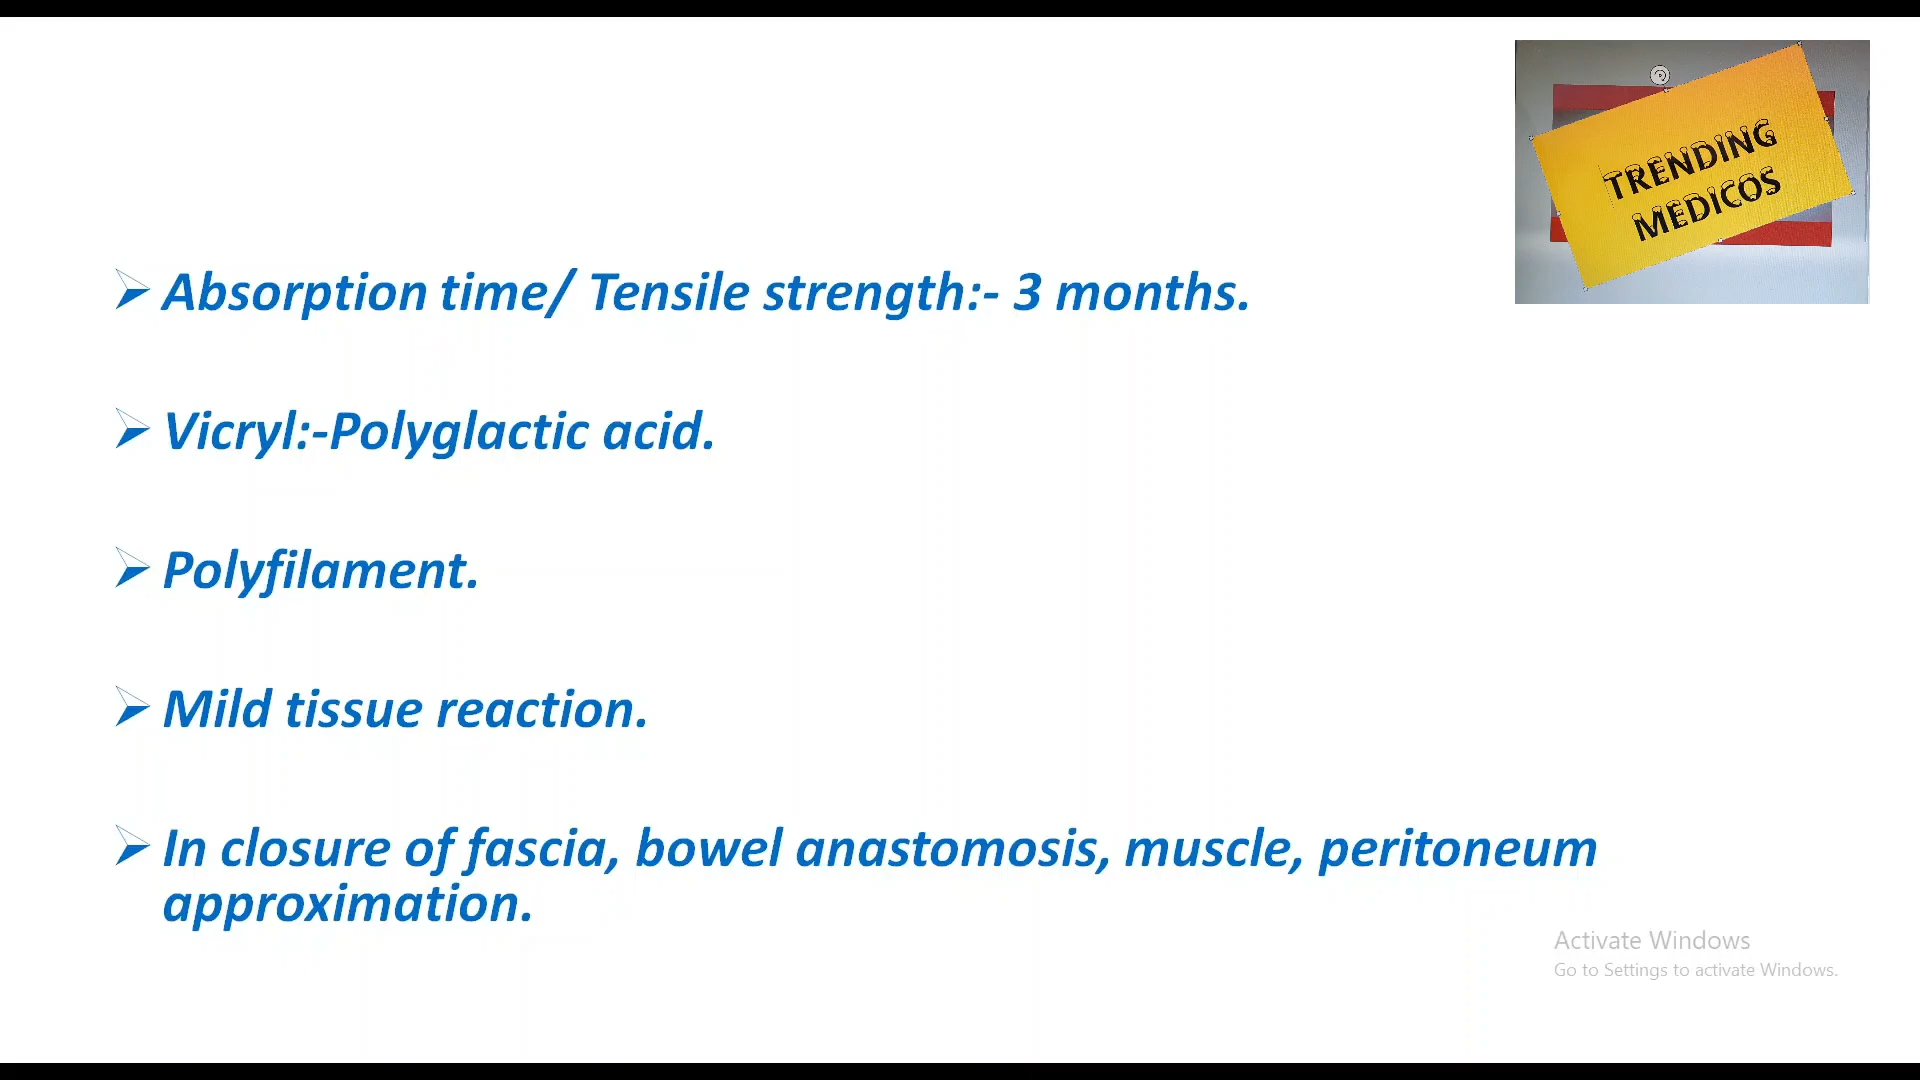 TRENDING
MEDICOS
Absorption time/ Tensile strength:- 3 months.
Vicryl:-Polyglactic acid.
Polyfilament.
Mild tissue reaction.
In closure of fascia, bowel anastomosis, muscle, peritoneum
approximation.
Activate Windows
Go to Settings to activate Windows.